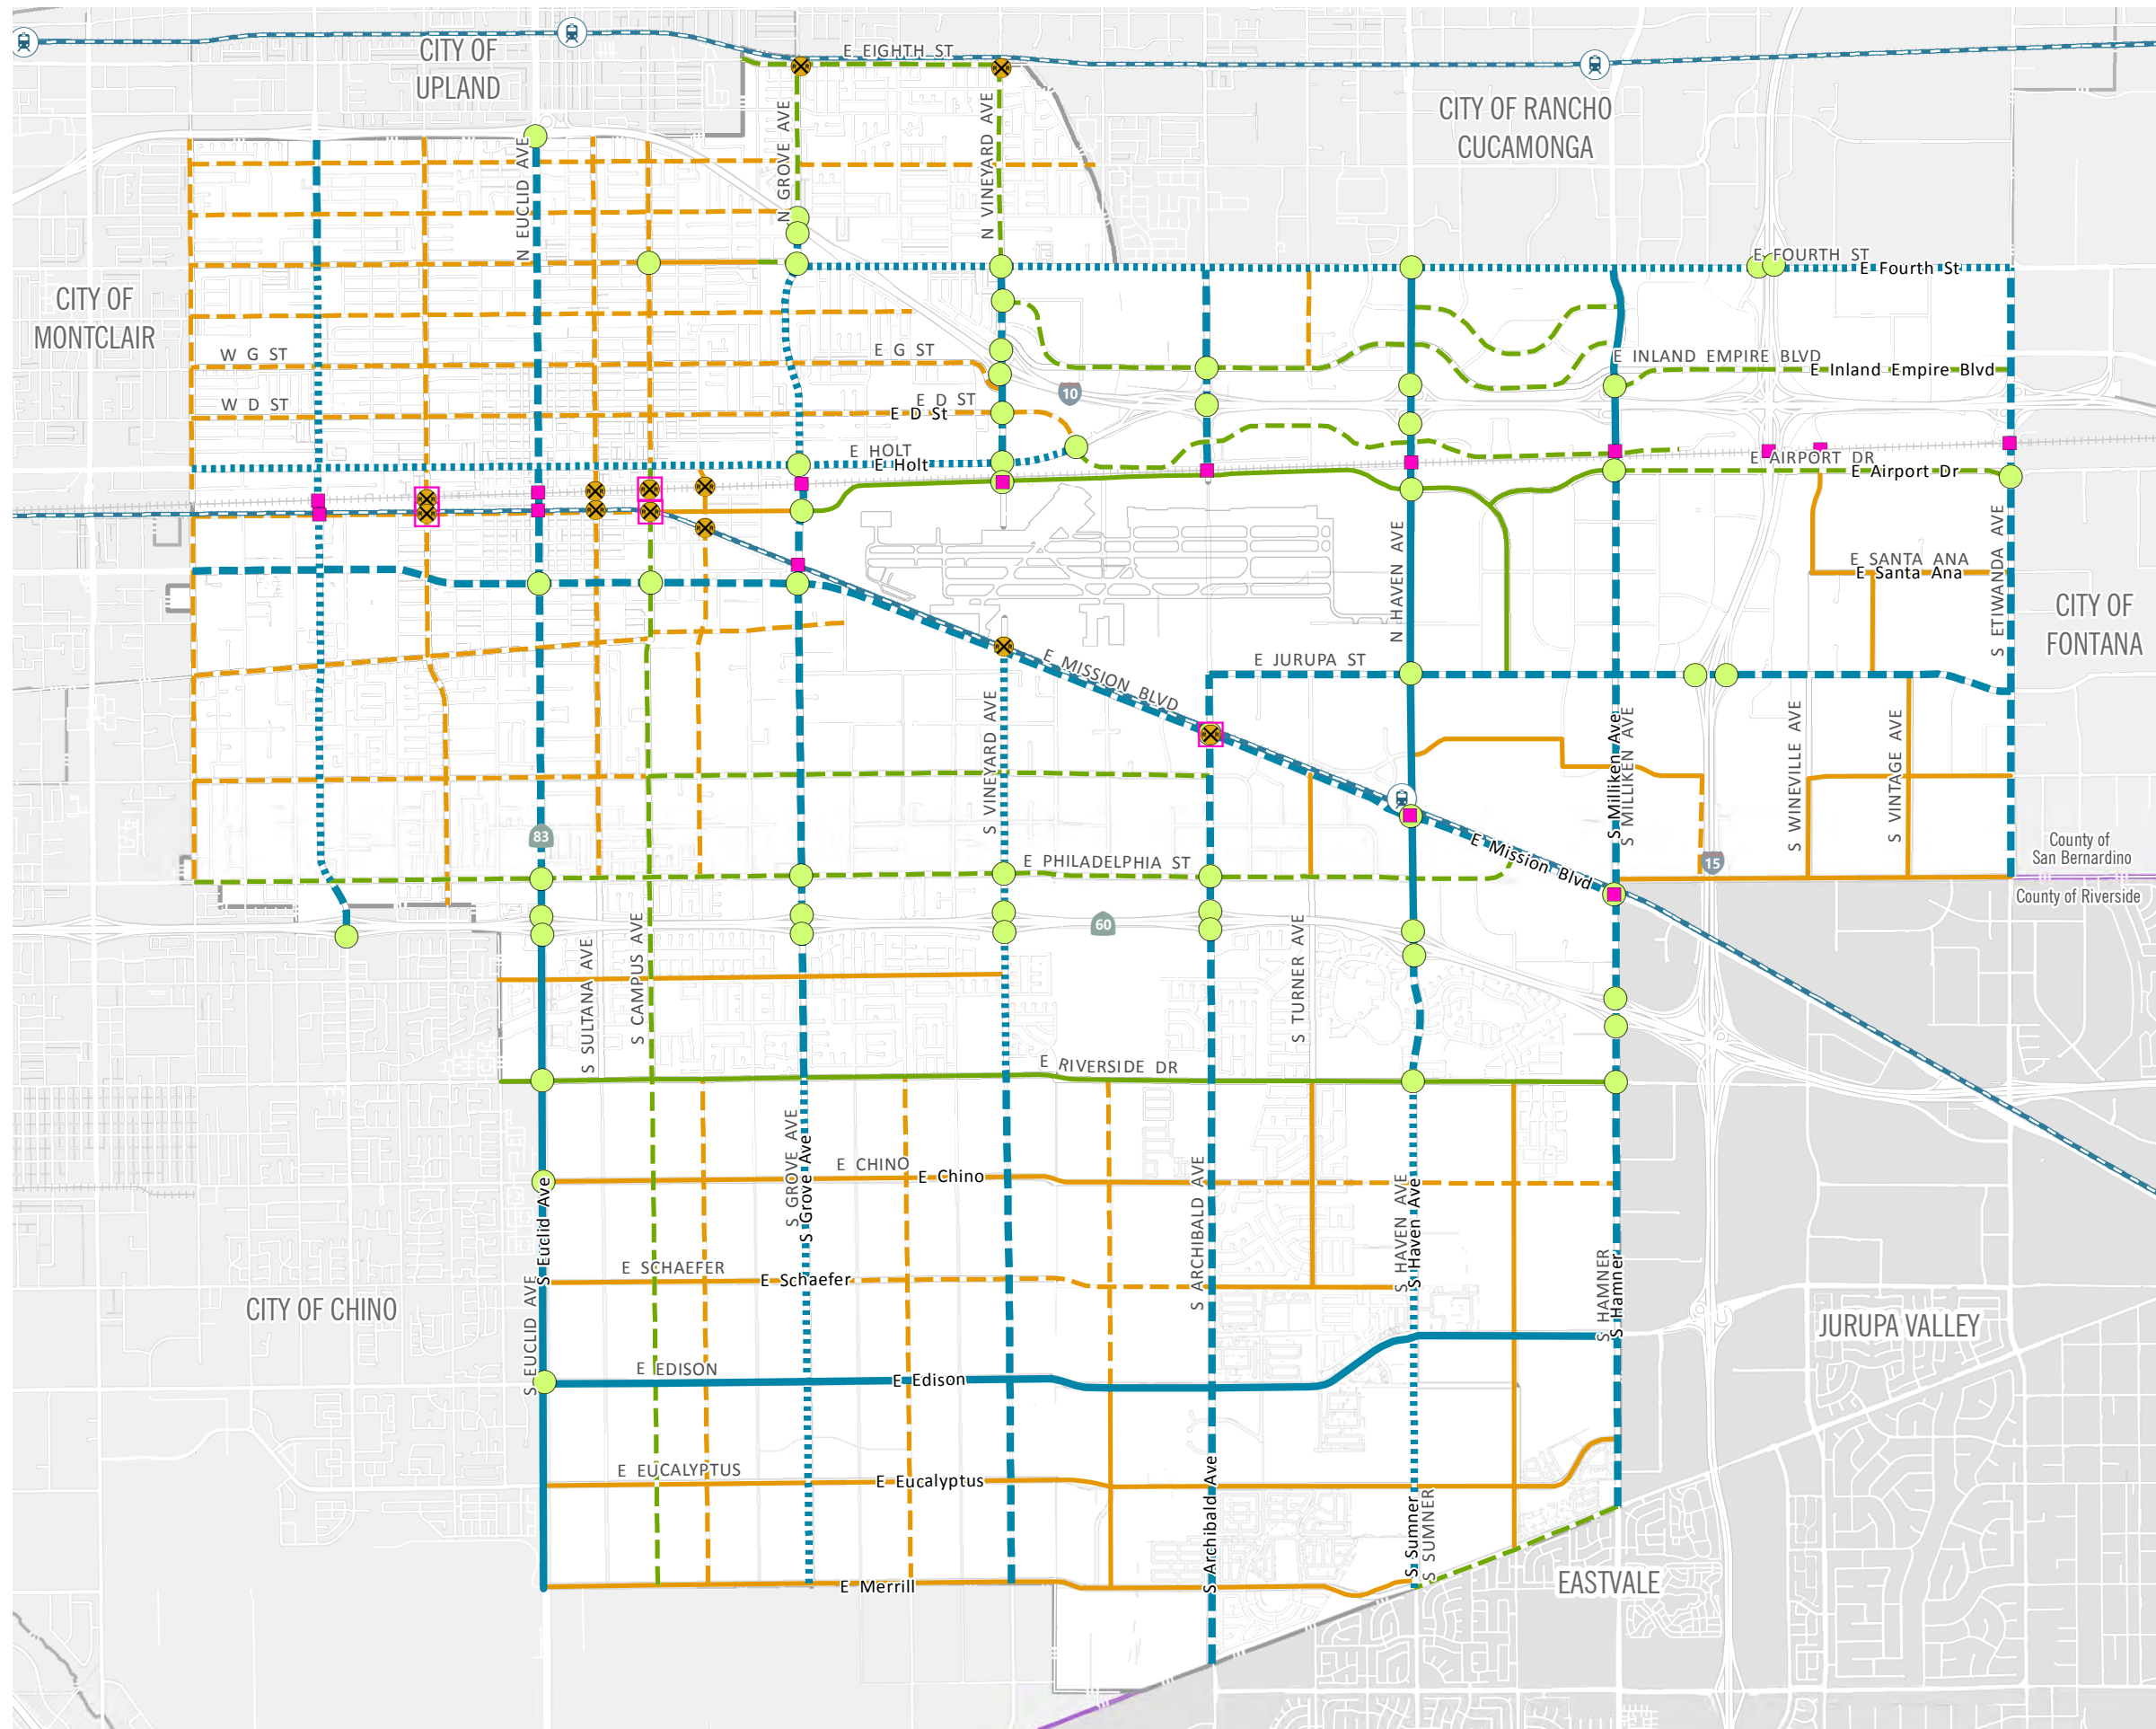 CITY OF
UPLAND
E EIGHTH ST
CITY OF RANCHO
CUCAMONGA
N EUCLID AVE
N GROVE AVE
N VINEYARD AVE
E FOURTH ST
E Fourth St
CITY OF
MONTCLAIR
W G ST
E G ST
E INLAND EMPIRE BLVD
E Inland Empire Blvd
10
W D ST
E D ST
E D St
E HOLT
E Holt
E AIRPORT DR
E Airport Dr
N HAVEN AVE
S ETIWANDA AVE
E SANTA ANA
E Santa Ana
CITY OF
FONTANA
E MISSION BLVD
E JURUPA ST
S VINEYARD AVE
S Milliken Ave
S MILLIKEN AVE
S WINEVILLE AVE
S VINTAGE AVE
83
E PHILADELPHIA ST
E Mission Blvd
15
County of
San Bernardino
County of Riverside
60
S SULTANA AVE
S CAMPUS AVE
S TURNER AVE
E RIVERSIDE DR
S GROVE AVE
S Grove Ave
E CHINO
E Chino
S ARCHIBALD AVE
S HAVEN AVE
S Haven Ave
S Euclid Ave
S EUCLID AVE
E SCHAEFER
E Schaefer
S HAMNER
S Hamner
CITY OF CHINO
JURUPA VALLEY
E EDISON
E Edison
E EUCALYPTUS
E Eucalyptus
S Archibald Ave
S Sumner
S SUMNER
E Merrill
EASTVALE